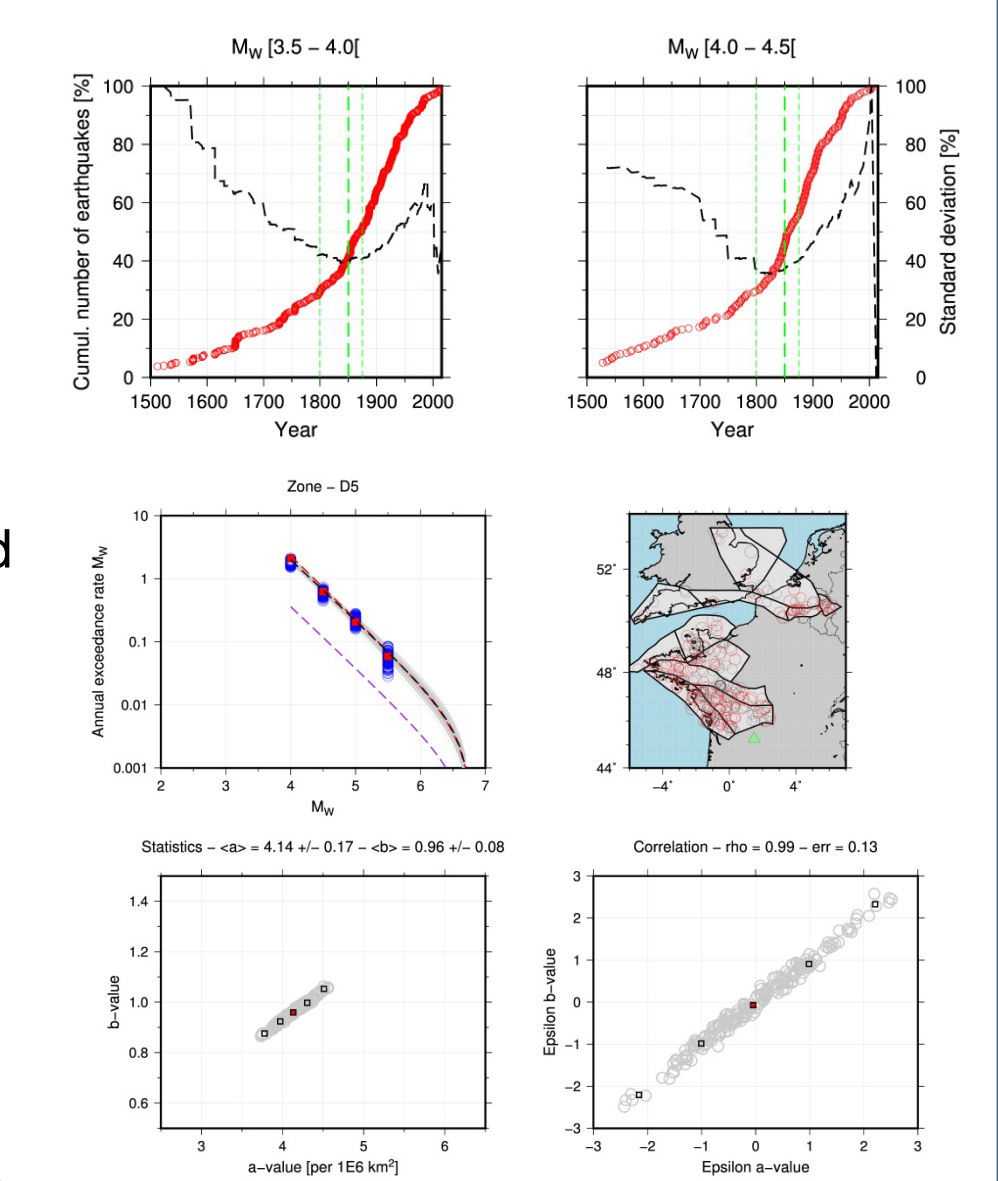 M_W [3.5 – 4.0[
M_W [4.0 – 4.5[
Cumul. number of earthquakes [%]
100
80
60
40
20
0
1500 1600 1700 1800 1900 2000
Year
100
80
60
40
20
0
Standard deviation [%]
1500 1600 1700 1800 1900 2000
Year
d
Zone – D5
Annual exceedance rate M_W
10
1
0.1
0.01
0.001
2 3 4 5 6 7
M_W
52°
48°
44°
−4° 0° 4°
Statistics – <a> = 4.14 +/– 0.17 – <b> = 0.96 +/– 0.08
b−value
1.4
1.2
1.0
0.8
0.6
3 4 5 6
a−value [per 1E6 km²]
Correlation – rho = 0.99 – err = 0.13
Epsilon b−value
3
2
1
0
−1
−2
−3
−3 −2 −1 0 1 2 3
Epsilon a−value